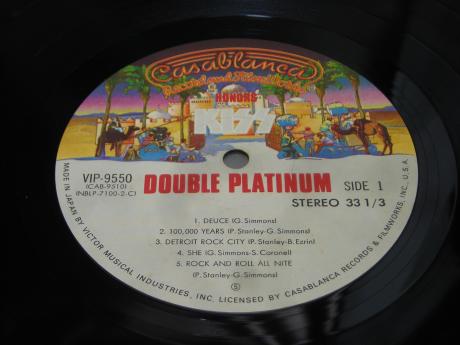 Casablanca
Record and FilmWorks
HONORS
KISS
VIP-9550
(CAB-9510)
(NBLP-7100-2-C)
DOUBLE PLATINUM
SIDE 1
STEREO 33 1/3
1. DEUCE (G. Simmons)
2. 100,000 YEARS (P. Stanley-G. Simmons)
3. DETROIT ROCK CITY (P. Stanley-B. Ezrin)
4. SHE (G. Simmons-S. Coronel)
5. ROCK AND ROLL ALL NITE
(P. Stanley-G. Simmons)
S
MADE IN JAPAN BY VICTOR MUSICAL INDUSTRIES, INC. LICENSED BY CASABLANCA RECORDS & FILMWORKS, INC., U.S.A.